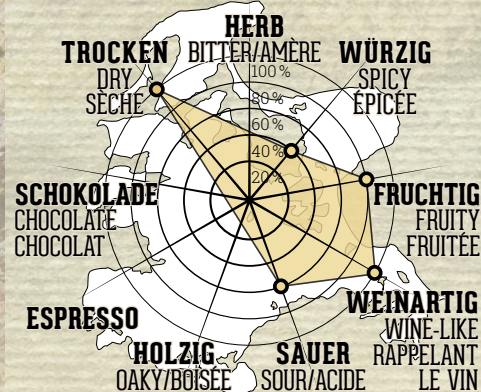 HERB
BITTER/AMÈRE
TROCKEN
DRY
SÈCHE
WÜRZIG
SPICY
ÉPICÉE
100%
80%
60%
40%
20%
SCHOKOLADE
CHOCOLATE
CHOCOLAT
FRUCHTIG
FRUITY
FRUITÉE
ESPRESSO
WEINARTIG
WINE-LIKE
RAPPELANT
LE VIN
HOLZIG
OAKY/BOISÉE
SAUER
SOUR/ACIDE